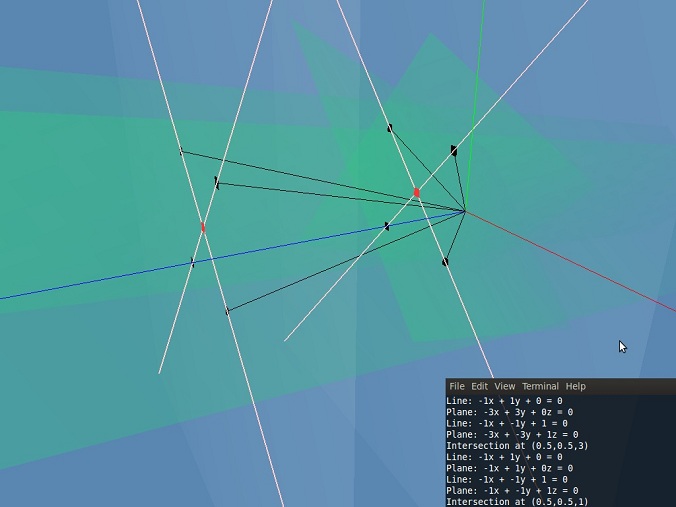 File Edit View Terminal Help
Line: -1x + 1y + 0 = 0
Plane: -3x + 3y + 0z = 0
Line: -1x + -1y + 1 = 0
Plane: -3x + -3y + 1z = 0
Intersection at (0.5,0.5,3)
Line: -1x + 1y + 0 = 0
Plane: -1x + 1y + 0z = 0
Line: -1x + -1y + 1 = 0
Plane: -1x + -1y + 1z = 0
Intersection at (0.5,0.5,1)